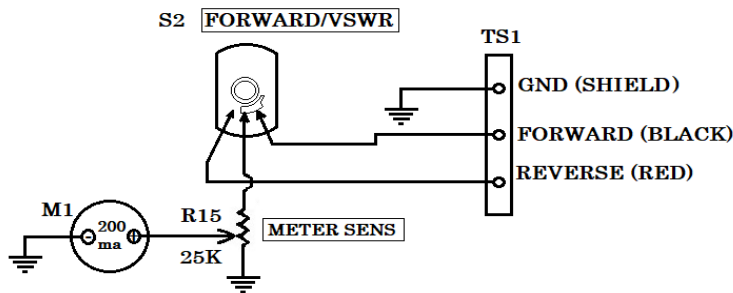 S2 FORWARD/VSWR
TS1
GND (SHIELD)
FORWARD (BLACK)
REVERSE (RED)
M1
200
ma
- +
R15
25K
METER SENS